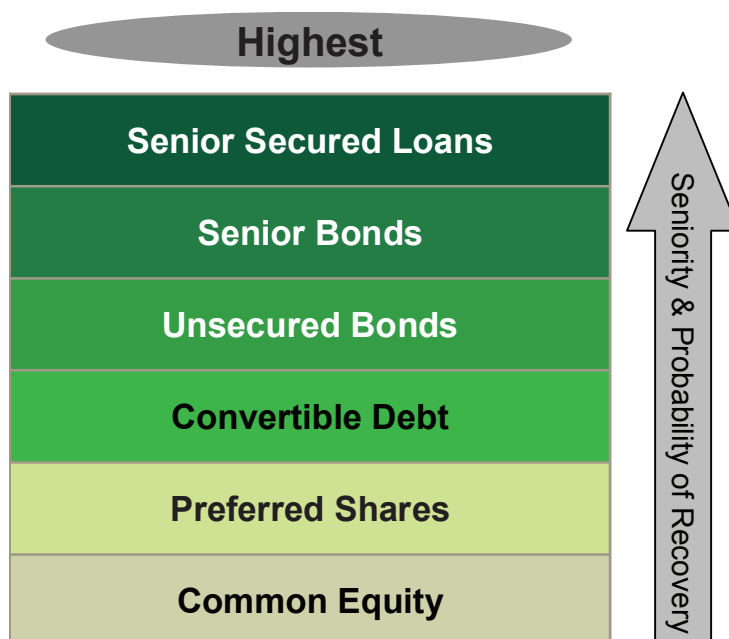 Highest
Senior Secured Loans
Senior Bonds
Unsecured Bonds
Convertible Debt
Preferred Shares
Common Equity
Seniority & Probability of Recovery